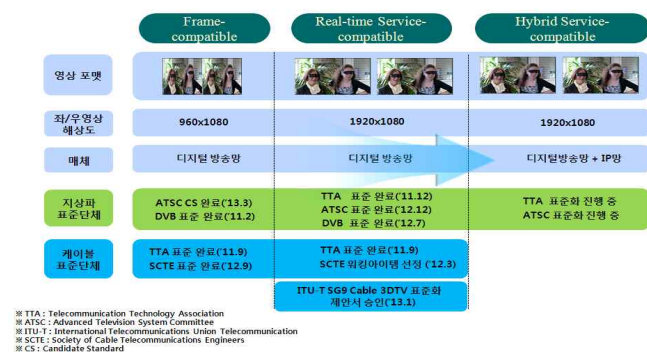 Frame-
compatible
Real-time Service-
compatible
Hybrid Service-
compatible
영상 포맷
좌/우영상
해상도
960x1080
1920x1080
1920x1080
매체
디지털 방송망
디지털 방송망
디지털방송망 + IP망
지상파
표준단체
ATSC CS 완료('13.3)
DVB 표준 완료('11.2)
TTA 표준 완료('11.12)
ATSC 표준 완료('12.12)
DVB 표준 완료('12.7)
TTA 표준화 진행 중
ATSC 표준화 진행 중
케이블
표준단체
TTA 표준 완료('11.9)
SCTE 표준 완료('12.9)
TTA 표준 완료('11.9)
SCTE 워킹아이템 선정 ('12.3)
ITU-T SG9 Cable 3DTV 표준화
제안서 승인('13.1)
※ TTA : Telecommunication Technology Association
※ ATSC : Advanced Television System Committee
※ ITU-T : International Telecommunications Union Telecommunication
※ SCTE : Society of Cable Telecommunications Engineers
※ CS : Candidate Standard